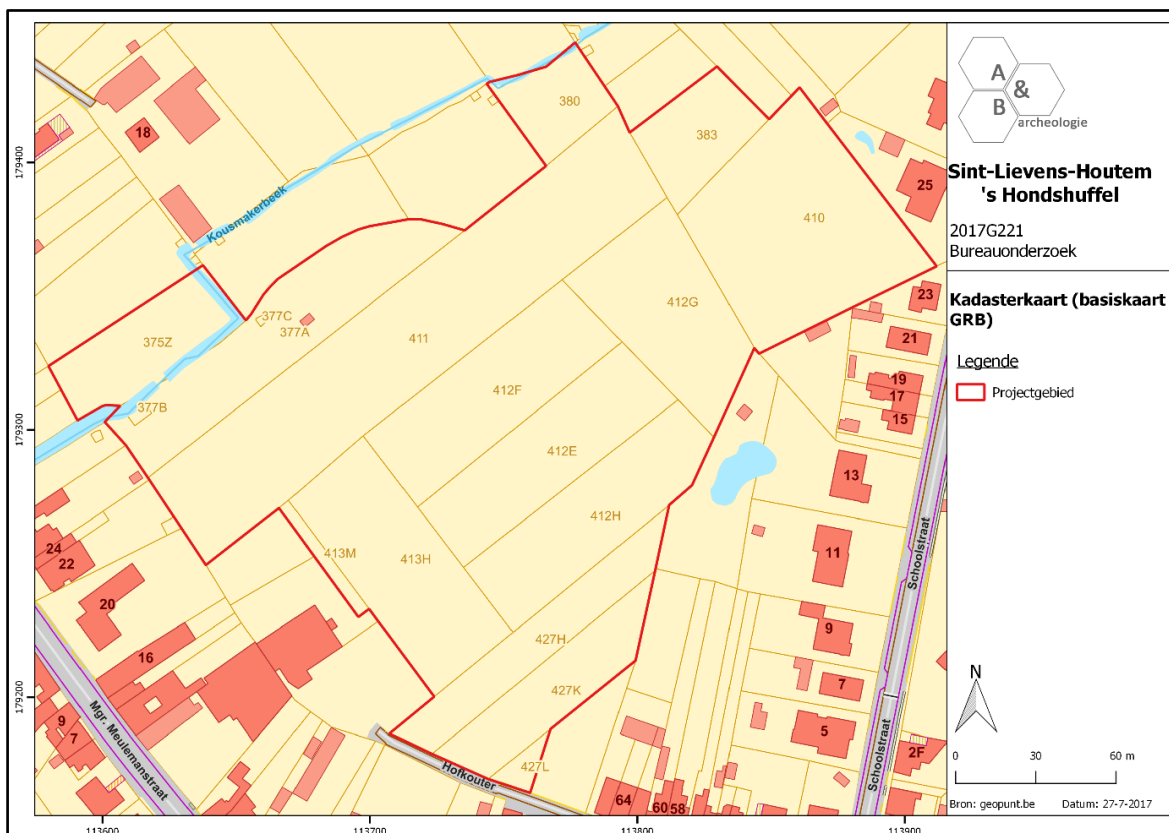 A
&
B
archeologie
Sint-Lievens-Houtem
's Hondshuffel
2017G221
Bureauonderzoek
Kadasterkaart (basiskaart
GRB)
Legende
Projectgebied
N
0 30 60 m
Bron: geopunt.be Datum: 27-7-2017
179400
179300
179200
113600 113700 113800 113900
380
383
18
25
410
Kousmakerbeek
412G
23
377C
377A
375Z
411
21
19
17
15
412F
377B
412E
13
412H
24
22
413M
413H
11
20
9
427H
16
427K
7
5
9
7
2F
427L
64
60
58
Mgr. Meulemanstraat
Hofkouter
Schoolstraat
Schoolstraat